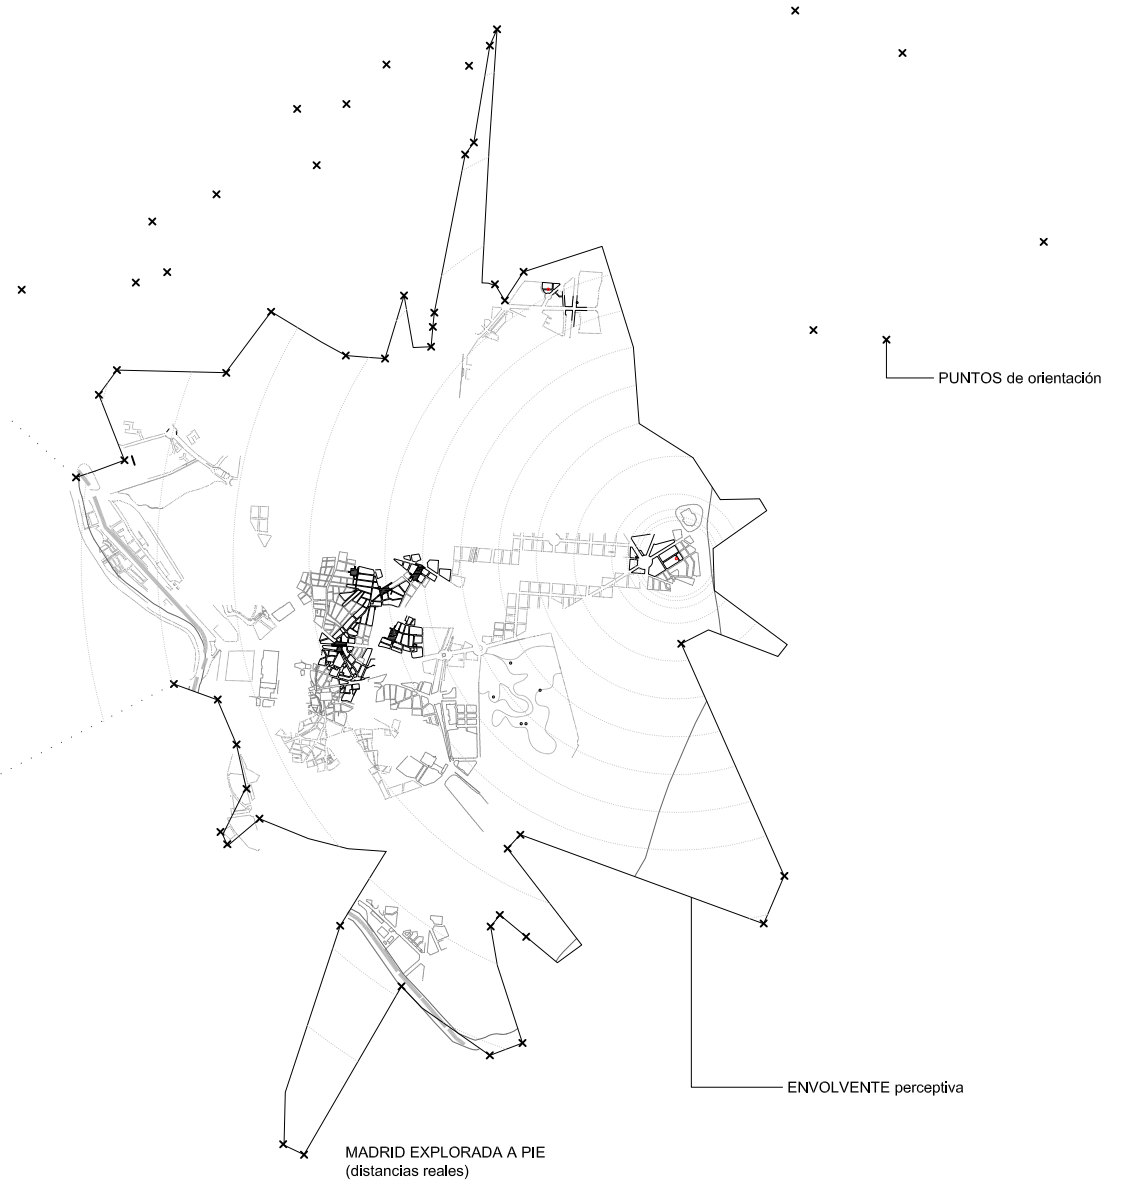 PUNTOS de orientación
ENVOLVENTE perceptiva
MADRID EXPLORADA A PIE
(distancias reales)